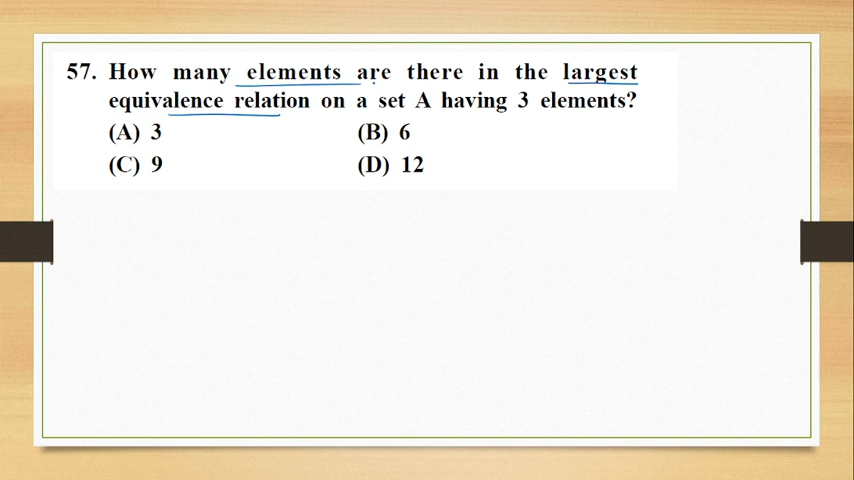 57. How many elements are there in the largest
equivalence relation on a set A having 3 elements?
(A) 3 (B) 6
(C) 9 (D) 12